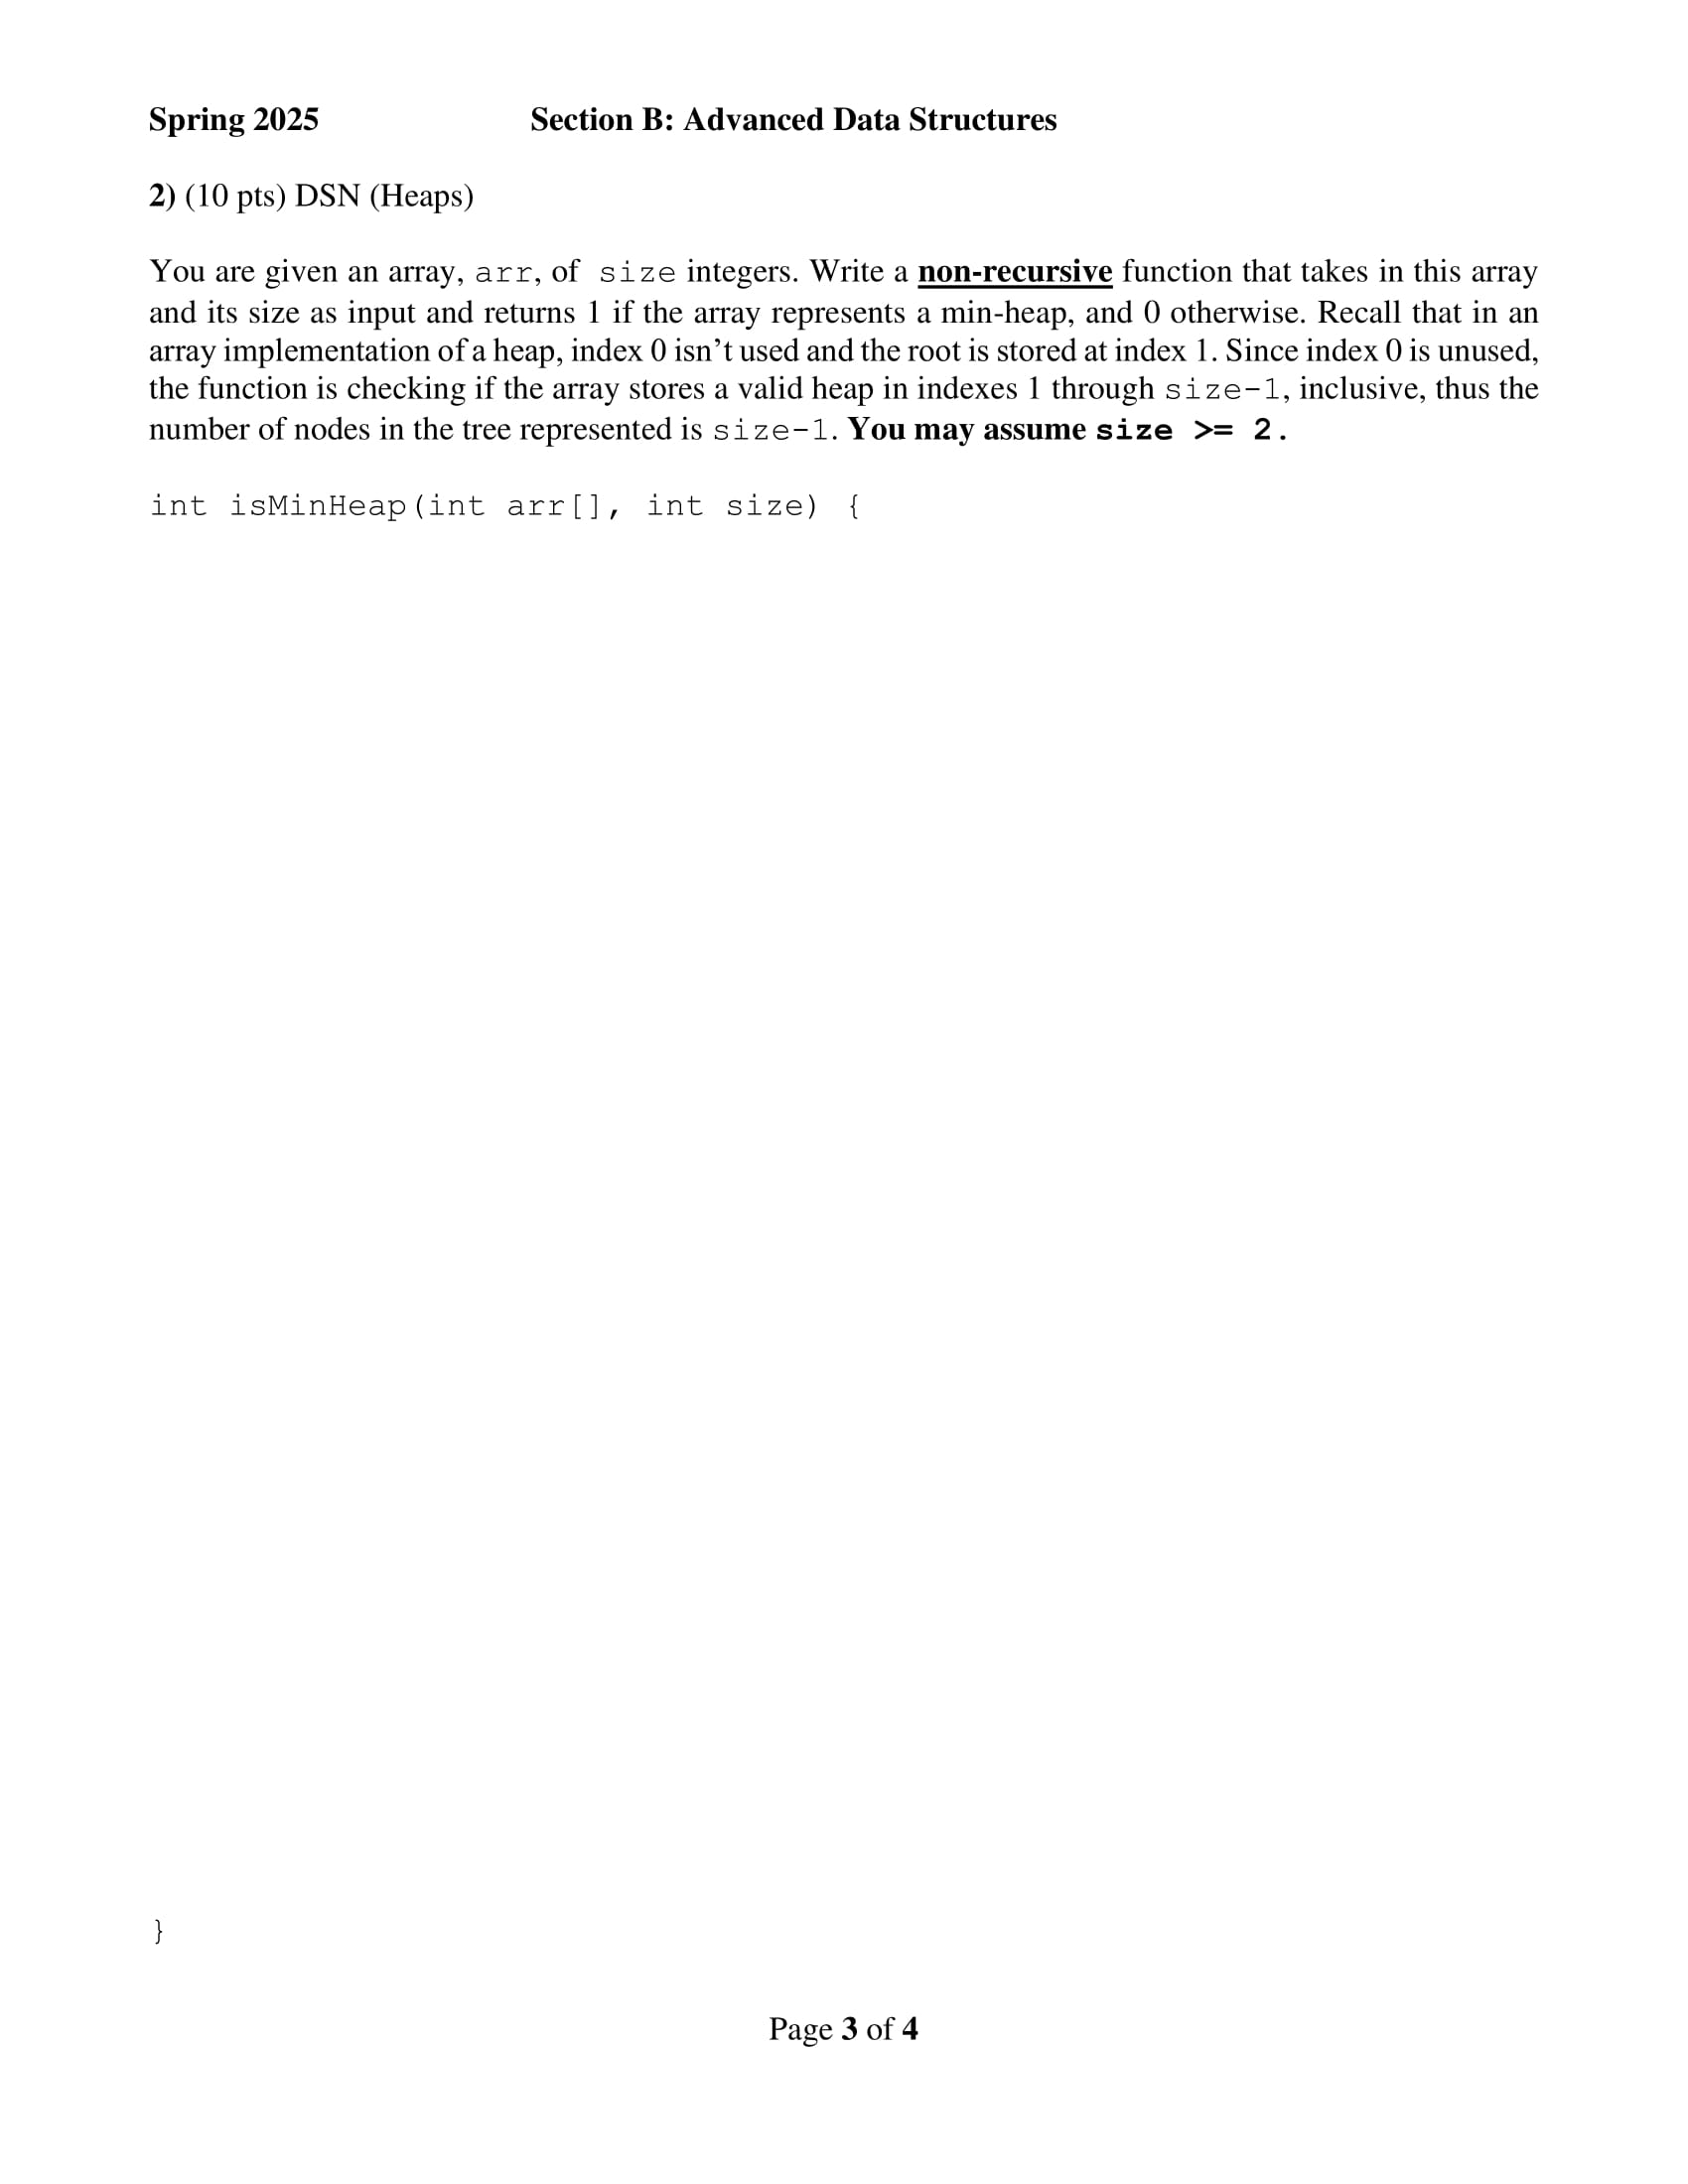 Spring 2025 Section B: Advanced Data Structures
2) (10 pts) DSN (Heaps)
You are given an array, arr, of size integers. Write a non-recursive function that takes in this array
and its size as input and returns 1 if the array represents a min-heap, and 0 otherwise. Recall that in an
array implementation of a heap, index 0 isn’t used and the root is stored at index 1. Since index 0 is unused,
the function is checking if the array stores a valid heap in indexes 1 through size-1, inclusive, thus the
number of nodes in the tree represented is size-1. You may assume size >= 2.
int isMinHeap(int arr[], int size) {
}
Page 3 of 4